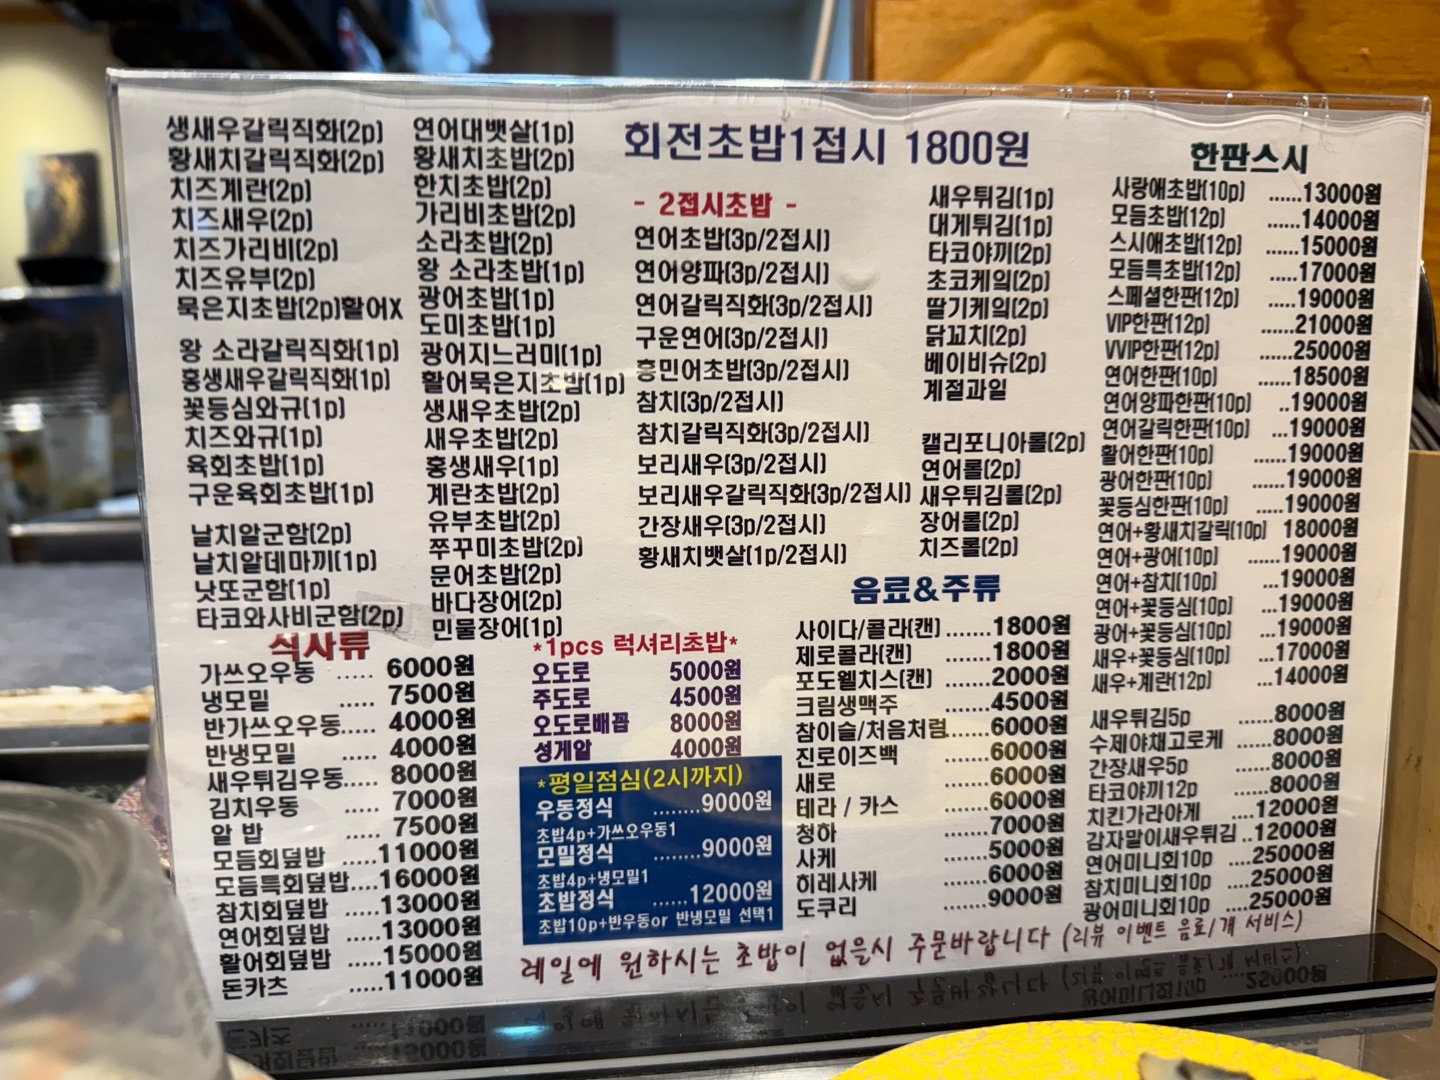 생새우갈릭직화(2p)
황새치갈릭직화(2p)
치즈계란(2p)
치즈새우(2p)
치즈가리비(2p)
치즈유부(2p)
묵은지초밥(2p)활어X
왕 소라갈릭직화(1p)
홍생새우갈릭직화(1p)
꽃등심와규(1p)
치즈와규(1p)
육회초밥(1p)
구운육회초밥(1p)
날치알군함(2p)
날치알데마끼(1p)
낫또군함(1p)
타코와사비군함(2p)
연어대뱃살(1p)
황새치초밥(2p)
한치초밥(2p)
가리비초밥(2p)
소라초밥(2p)
왕 소라초밥(1p)
광어초밥(1p)
도미초밥(1p)
광어지느러미(1p)
활어묵은지초밥(1p)
생새우초밥(2p)
새우초밥(2p)
홍생새우(1p)
계란초밥(2p)
유부초밥(2p)
쭈꾸미초밥(2p)
문어초밥(2p)
바다장어(2p)
민물장어(1p)
회전초밥1접시 1800원
- 2접시초밥 -
연어초밥(3p/2접시)
연어양파(3p/2접시)
연어갈릭직화(3p/2접시)
구운연어(3p/2접시)
홍민어초밥(3p/2접시)
참치(3p/2접시)
참치갈릭직화(3p/2접시)
보리새우(3p/2접시)
보리새우갈릭직화(3p/2접시)
간장새우(3p/2접시)
황새치뱃살(1p/2접시)
새우튀김(1p)
대게튀김(1p)
타코야끼(2p)
초코케잌(2p)
딸기케잌(2p)
닭꼬치(2p)
베이비슈(2p)
계절과일
캘리포니아롤(2p)
연어롤(2p)
새우튀김롤(2p)
장어롤(2p)
치즈롤(2p)
한판스시
사랑애초밥(10p) ......13000원
모듬초밥(12p) ......14000원
스시애초밥(12p) ......15000원
모듬특초밥(12p) ......17000원
스페셜한판(12p) ......19000원
VIP한판(12p) ......21000원
VVIP한판(12p) ......25000원
연어한판(10p) ......18500원
연어양파한판(10p) ..19000원
연어갈릭한판(10p) ...19000원
활어한판(10p) ......19000원
광어한판(10p) ......19000원
꽃등심한판(10p) ......19000원
연어+황새치갈릭(10p) 18000원
연어+광어(10p) ......19000원
연어+참치(10p) ...19000원
연어+꽃등심(10p) ...19000원
광어+꽃등심(10p) ...19000원
새우+꽃등심(10p) ...17000원
새우+계란(12p) ...14000원
새우튀김5p ......8000원
수제야채고로케 ......8000원
간장새우5p ......8000원
타코야끼12p ......8000원
치킨가라아게 ....12000원
감자말이새우튀김 ..12000원
연어미니회10p ....25000원
참치미니회10p ....25000원
광어미니회10p ....25000원
식사류
가쓰오우동 ..... 6000원
냉모밀 ..... 7500원
반가쓰오우동..... 4000원
반냉모밀 ..... 4000원
새우튀김우동..... 8000원
김치우동 ..... 7000원
알 밥 ..... 7500원
모듬회덮밥 .....11000원
모듬특회덮밥....16000원
참치회덮밥 .....13000원
연어회덮밥 .....13000원
활어회덮밥 .....15000원
돈카츠 .....11000원
*1pcs 럭셔리초밥*
오도로 5000원
주도로 4500원
오도로배꼽 8000원
성게알 4000원
*평일점심(2시까지)
우동정식 ........9000원
초밥4p+가쓰오우동1
모밀정식 ........9000원
초밥4p+냉모밀1
초밥정식 ......12000원
초밥10p+반우동or 반냉모밀 선택1
음료&주류
사이다/콜라(캔) .......1800원
제로콜라(캔) .......1800원
포도웰치스(캔) .......2000원
크림생맥주 .......4500원
참이슬/처음처럼......6000원
진로이즈백 .......6000원
새로 .......6000원
테라 / 카스 .......6000원
청하 .......7000원
사케 .......5000원
히레사케 .......6000원
도쿠리 .......9000원
레일에 원하시는 초밥이 없을시 주문바랍니다 (리뷰 이벤트 음료/개 서비스)